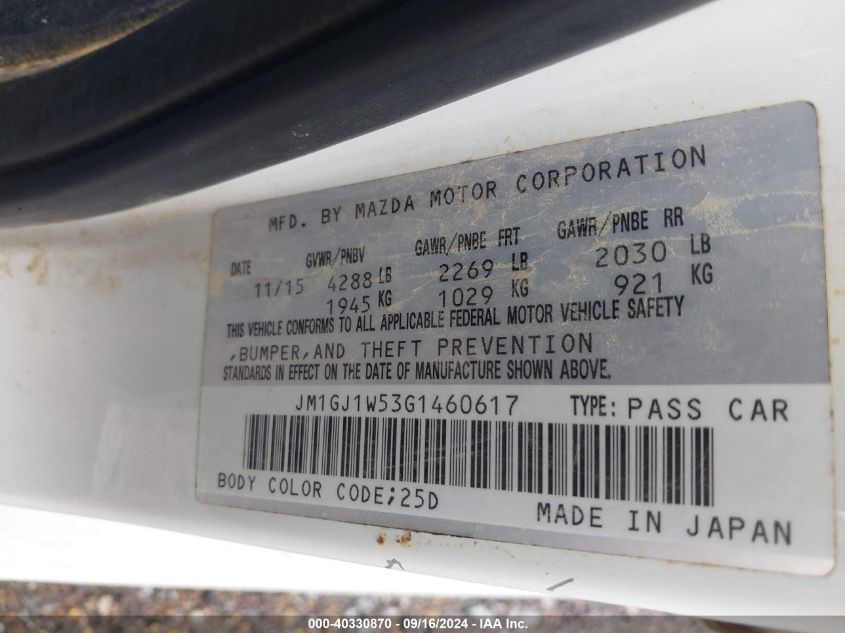 MFD. BY MAZDA MOTOR CORPORATION
DATE GVWR/PNBV GAWR/PNBE FRT GAWR/PNBE RR
11/15 4288 LB 2269 LB 2030 LB
1945 KG 1029 KG 921 KG
THIS VEHICLE CONFORMS TO ALL APPLICABLE FEDERAL MOTOR VEHICLE SAFETY
,BUMPER,AND THEFT PREVENTION
STANDARDS IN EFFECT ON THE DATE OF MANUFACTURE SHOWN ABOVE.
JM1GJ1W53G1460617 TYPE: PASS CAR
BODY COLOR CODE;25D
MADE IN JAPAN
000-40330870 - 09/16/2024 - IAA Inc.